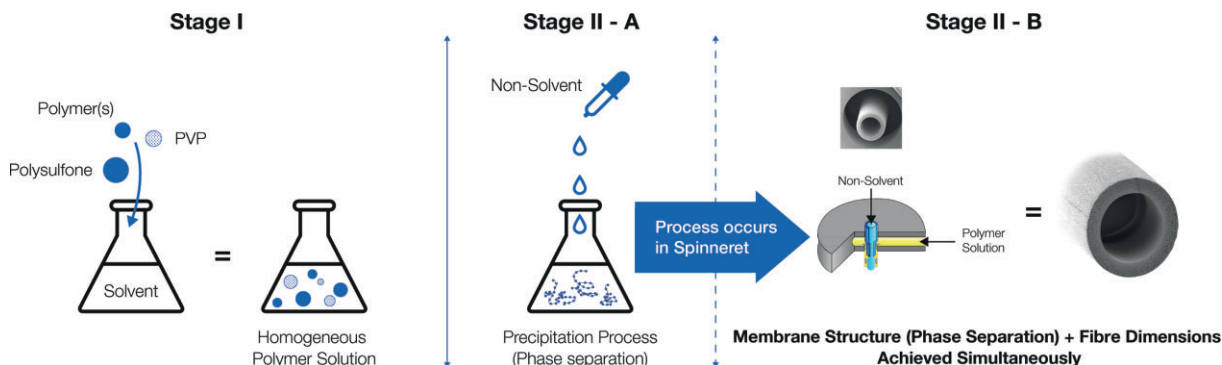 Stage I
Polymer(s)
PVP
Polysulfone
Solvent
=
Homogeneous
Polymer Solution
Stage II - A
Non-Solvent
Precipitation Process
(Phase separation)
Process occurs
in Spinneret
Stage II - B
Non-Solvent
Polymer
Solution
=
Membrane Structure (Phase Separation) + Fibre Dimensions
Achieved Simultaneously